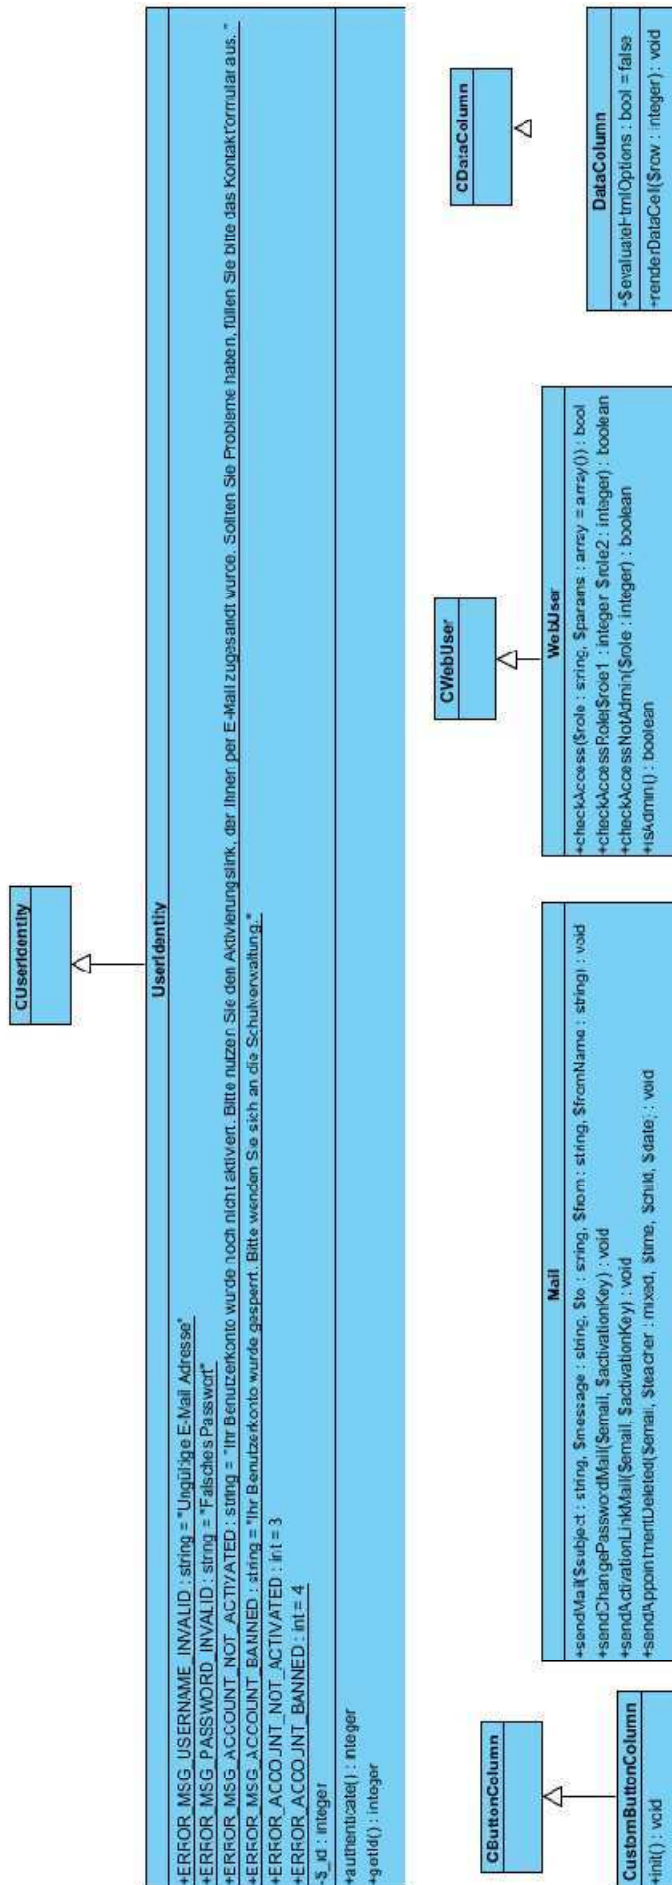 CUserIdentity
UserIdentity
+ERROR_MSG_USERNAME_INVALID : string = "Ungültige E-Mail Adresse"
+ERROR_MSG_PASSWORD_INVALID : string = "Falsches Passwort"
+ERROR_MSG_ACCOUNT_NOT_ACTIVATED : string = "Ihr Benutzerkonto wurde noch nicht aktiviert. Bitte nutzen Sie den Aktivierungslink, der Ihnen per E-Mail zugesandt wurde. Sollten Sie Probleme haben, füllen Sie bitte das Kontaktformular aus. "
+ERROR_MSG_ACCOUNT_BANNED : string = "Ihr Benutzerkonto wurde gesperrt. Bitte wenden Sie sich an die Schulverwaltung."
+ERROR_ACCOUNT_NOT_ACTIVATED : int = 3
+ERROR_ACCOUNT_BANNED : int = 4
-$_id : integer
+authenticate() : integer
+getId() : integer
CButtonColumn
CustomButtonColumn
+init() : void
Mail
+sendMail($subject : string, $message : string, $to : string, $from : string, $fromName : string) : void
+sendChangePasswordMail($email, $activationKey) : void
+sendActivationLinkMail($email, $activationKey) : void
+sendAppointmentDeleted($email, $teacher : mixed, $time, $child, $date) : void
CWebUser
WebUser
+checkAccess($role : string, $params : array = array()) : bool
+checkAccessRole($role1 : integer $role2 : integer) : boolean
+checkAccessNotAdmin($role : integer) : boolean
+isAdmin() : boolean
CDataColumn
DataColumn
+$evaluateHtmlOptions : bool = false
+renderDataCell($row : integer) : void